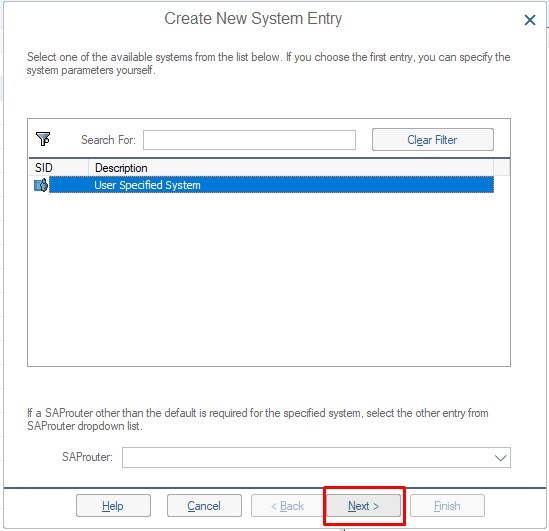 Create New System Entry
Select one of the available systems from the list below. If you choose the first entry, you can specify the
system parameters yourself.
Search For:
Clear Filter
SID Description
User Specified System
If a SAProuter other than the default is required for the specified system, select the other entry from
SAProuter dropdown list.
SAProuter:
Help Cancel < Back Next > Finish